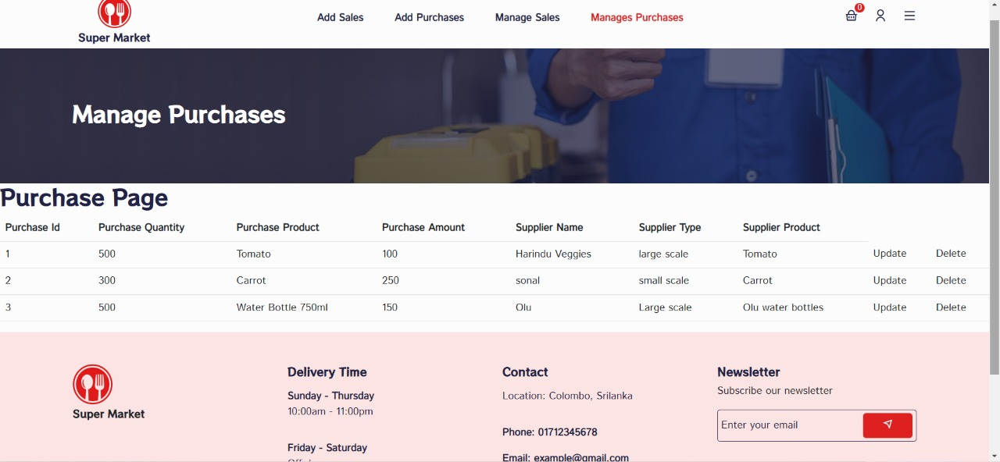 Add Sales Add Purchases Manage Sales Manages Purchases 0
Super Market
Manage Purchases
Purchase Page
Purchase Id Purchase Quantity Purchase Product Purchase Amount Supplier Name Supplier Type Supplier Product
1 500 Tomato 100 Harindu Veggies large scale Tomato Update Delete
2 300 Carrot 250 sonal small scale Carrot Update Delete
3 500 Water Bottle 750ml 150 Olu Large scale Olu water bottles Update Delete
Super Market
Delivery Time
Sunday - Thursday
10:00am - 11:00pm
Friday - Saturday
Contact
Location: Colombo, Srilanka
Phone: 01712345678
Email: example@gmail.com
Newsletter
Subscribe our newsletter
Enter your email